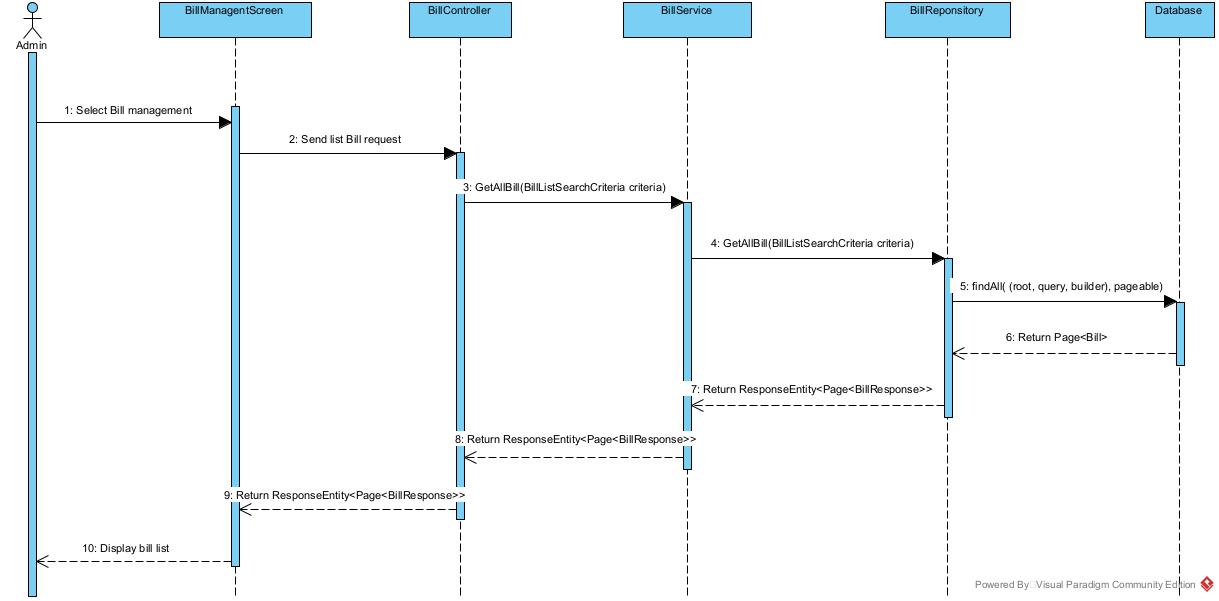 BillManagentScreen
BillController
BillService
BillReponsitory
Database
Admin
1: Select Bill management
2: Send list Bill request
3: GetAllBill(BillListSearchCriteria criteria)
4: GetAllBill(BillListSearchCriteria criteria)
5: findAll( (root, query, builder), pageable)
6: Return Page<Bill>
7: Return ResponseEntity<Page<BillResponse>>
8: Return ResponseEntity<Page<BillResponse>>
9: Return ResponseEntity<Page<BillResponse>>
10: Display bill list
Powered By Visual Paradigm Community Edition